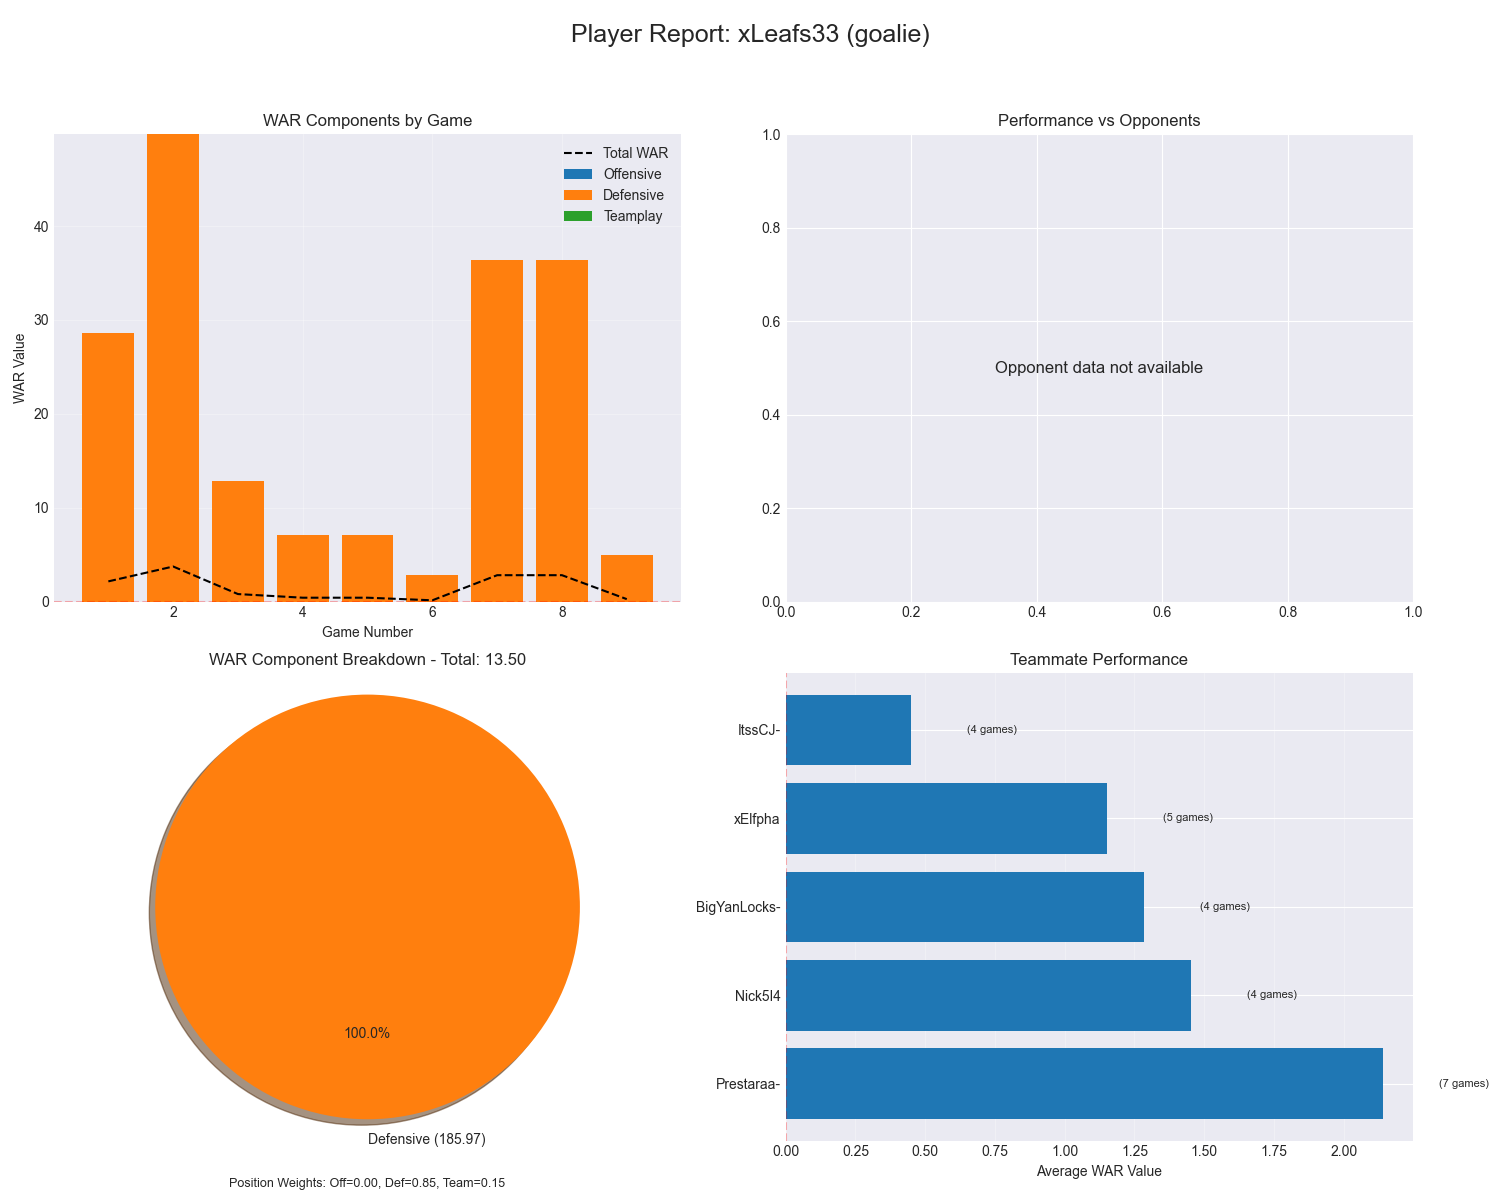 Player Report: xLeafs33 (goalie)
WAR Components by Game
Total WAR
Offensive
Defensive
Teamplay
WAR Value
40
30
20
10
0
2
4
6
8
Game Number
Performance vs Opponents
1.0
0.8
0.6
0.4
0.2
0.0
Opponent data not available
0.0
0.2
0.4
0.6
0.8
1.0
WAR Component Breakdown - Total: 13.50
100.0%
Defensive (185.97)
Position Weights: Off=0.00, Def=0.85, Team=0.15
Teammate Performance
ItssCJ-
(4 games)
xElfpha
(5 games)
BigYanLocks-
(4 games)
Nick5l4
(4 games)
Prestaraa-
(7 games)
0.00
0.25
0.50
0.75
1.00
1.25
1.50
1.75
2.00
Average WAR Value